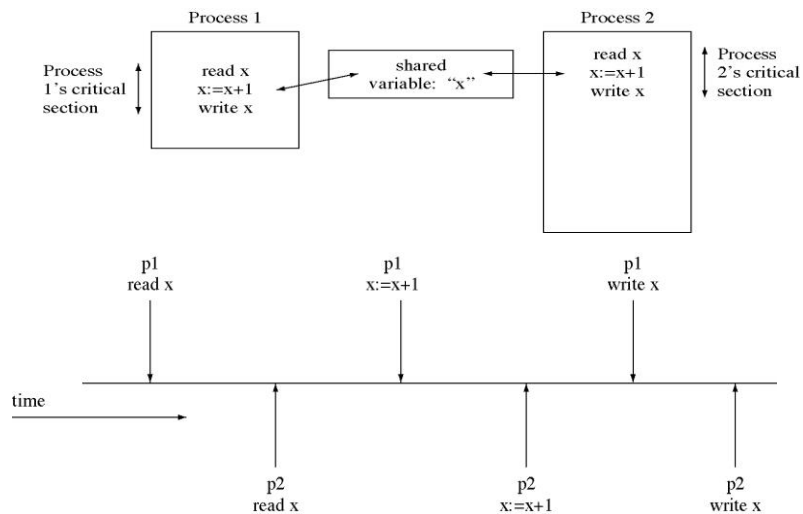 Process 1
Process
1's critical
section
read x
x:=x+1
write x
shared
variable: “x”
Process 2
read x
x:=x+1
write x
Process
2's critical
section
p1
read x
p1
x:=x+1
p1
write x
time
p2
read x
p2
x:=x+1
p2
write x